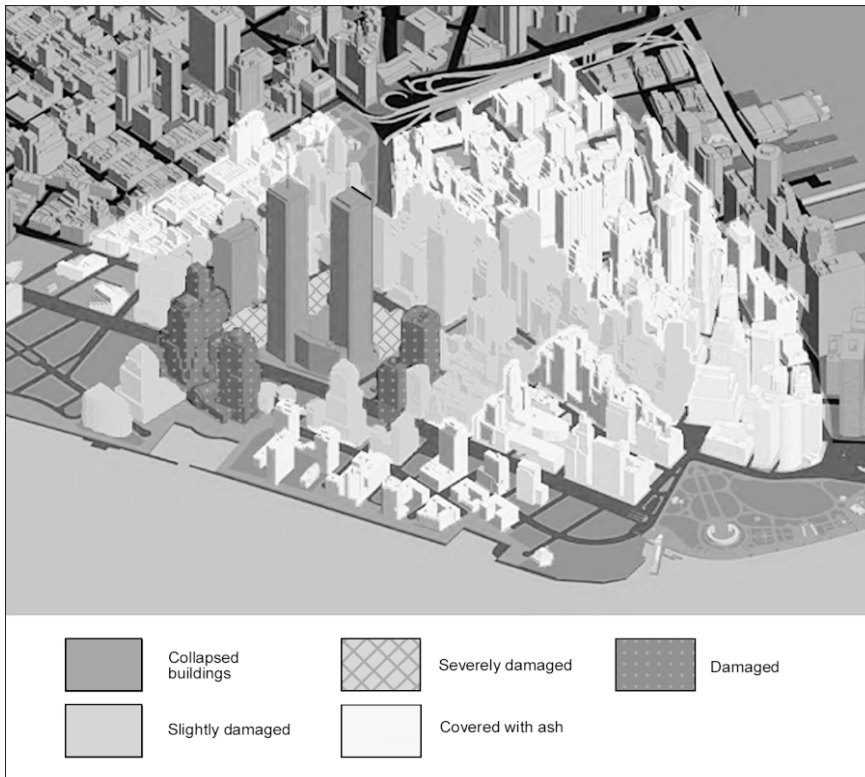 Collapsed
buildings
Severely damaged
Damaged
Slightly damaged
Covered with ash